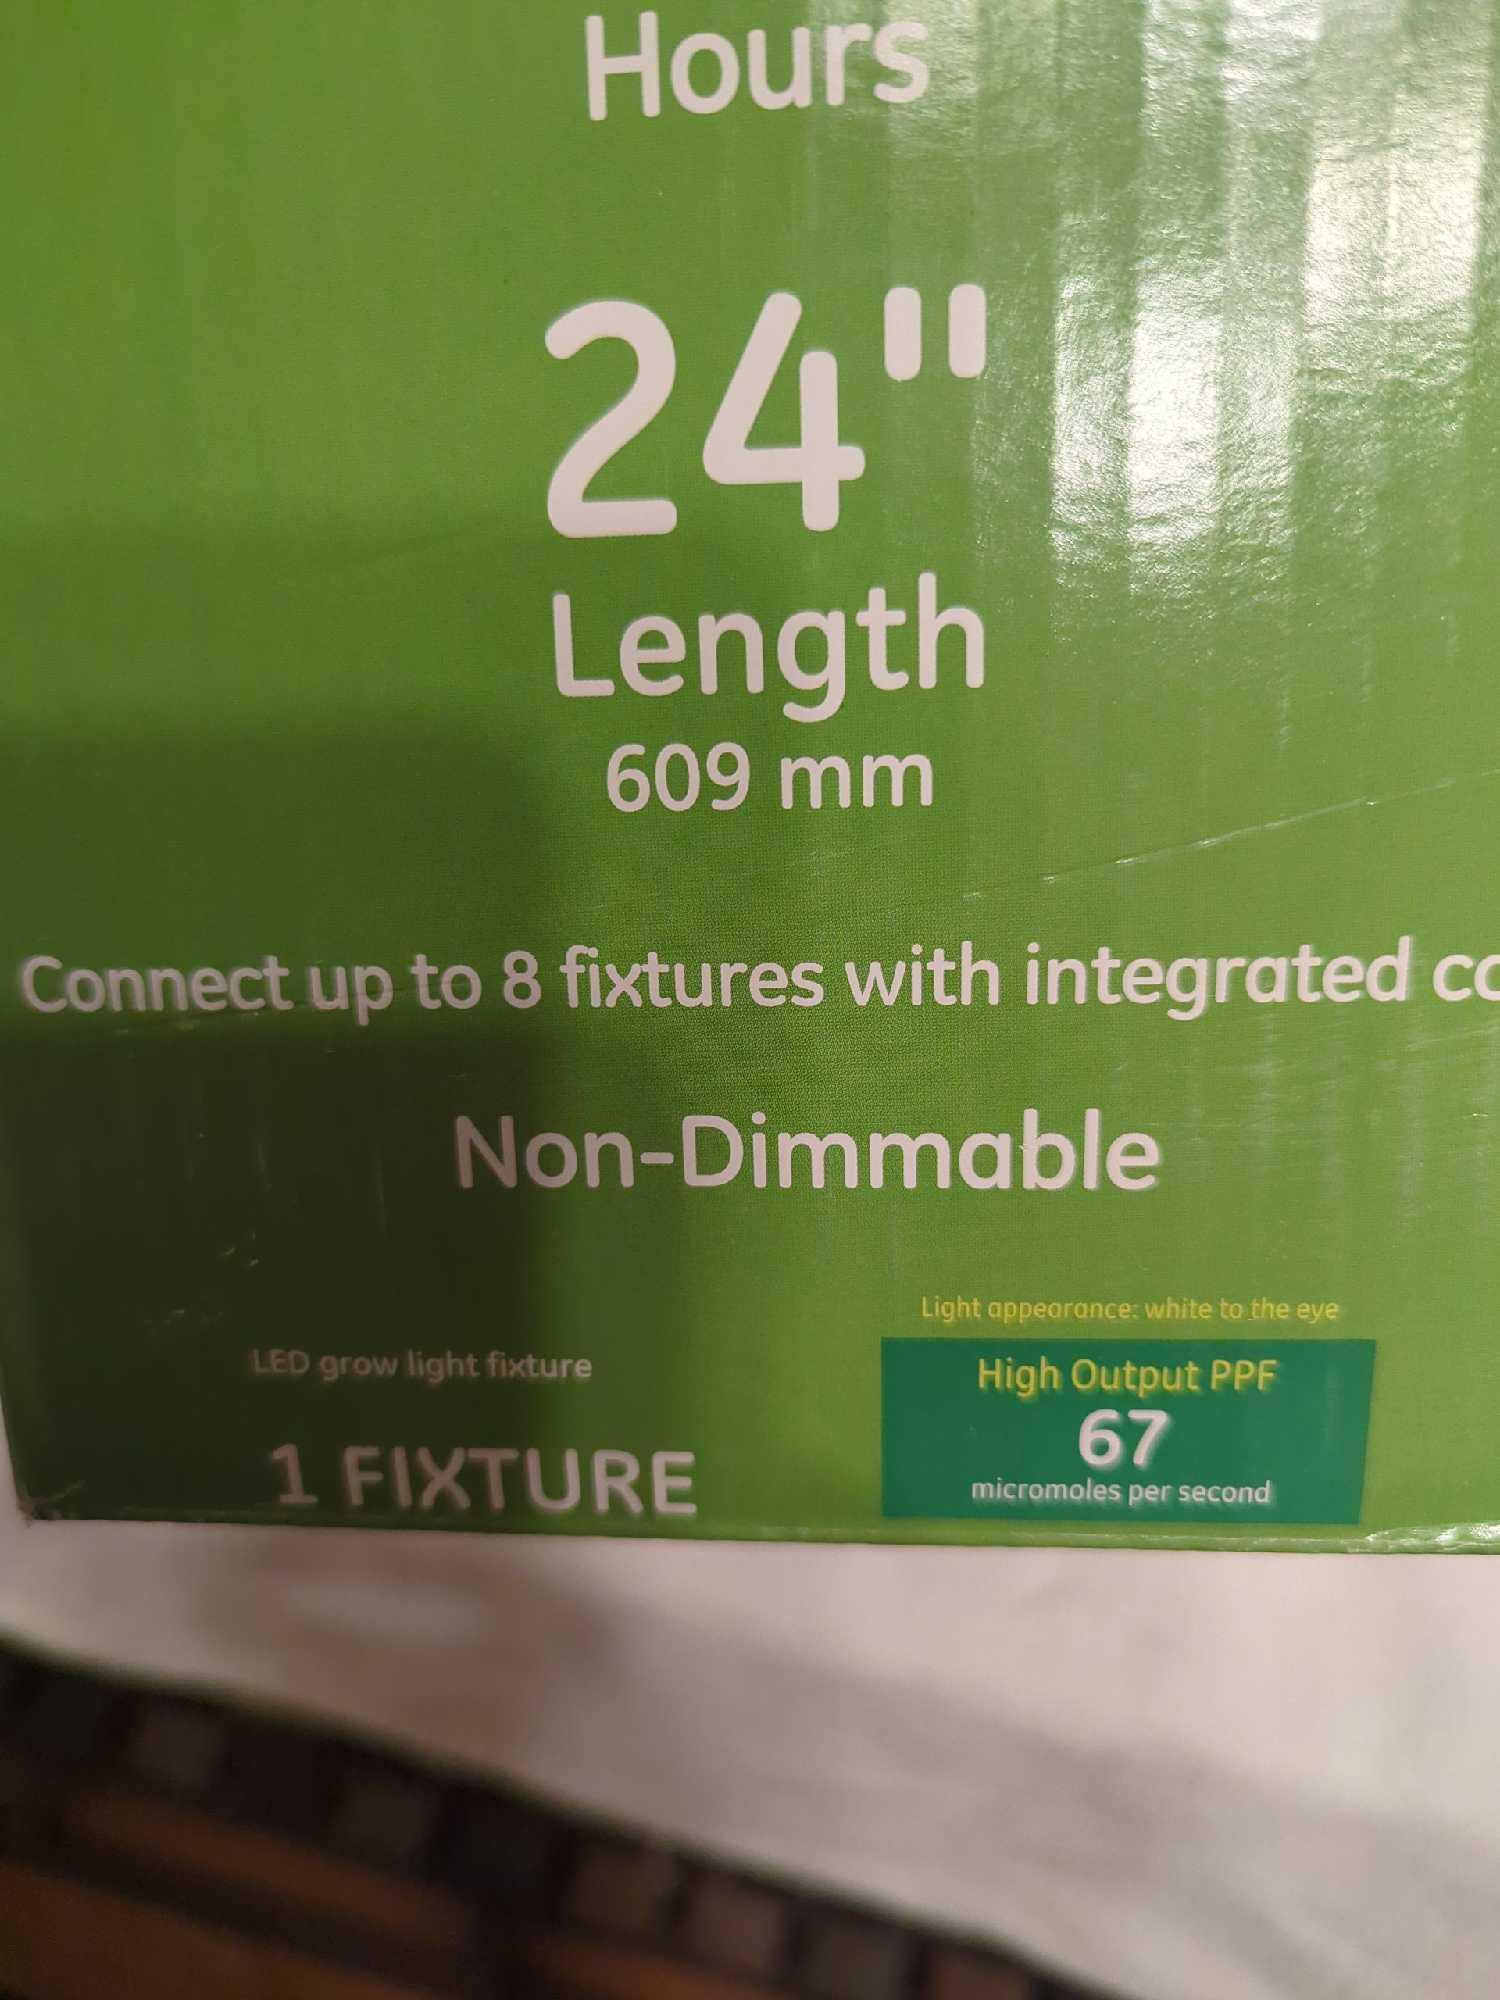 Hours
24"
Length
609 mm
Connect up to 8 fixtures with integrated
Non-Dimmable
Light appearance: white to the eye
LED grow light fixture
High Output PPF
67
micromoles per second
1 FIXTURE